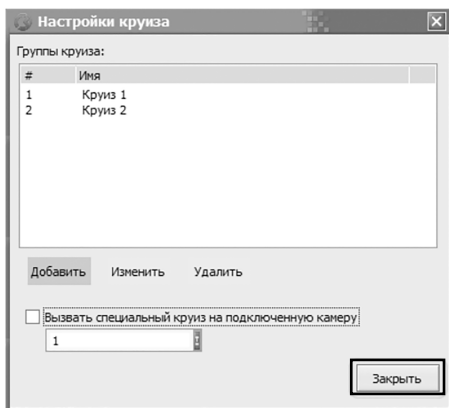 Настройки круиза
Группы круиза:
# Имя
1 Круиз 1
2 Круиз 2
Добавить Изменить Удалить
Вызвать специальный круиз на подключенную камеру
1
Закрыть